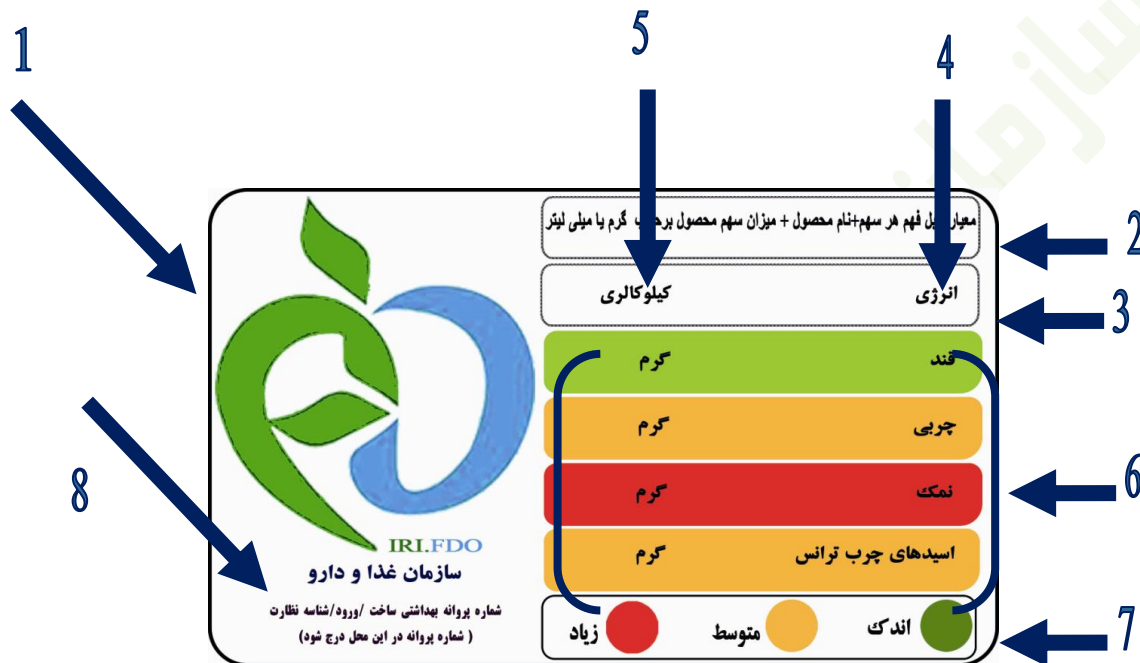 1
5
4
معیار قابل فهم هر سهم+نام محصول + میزان سهم محصول برحسب گرم یا میلی لیتر
2
انرژی کیلوکالری
3
قند گرم
چربی گرم
نمک گرم
6
اسیدهای چرب ترانس گرم
اندک متوسط زیاد
7
8
IRI.FDO
سازمان غذا و دارو
شماره پروانه بهداشتی ساخت /ورود/شناسه نظارت
( شماره پروانه در این محل درج شود)
سازمان